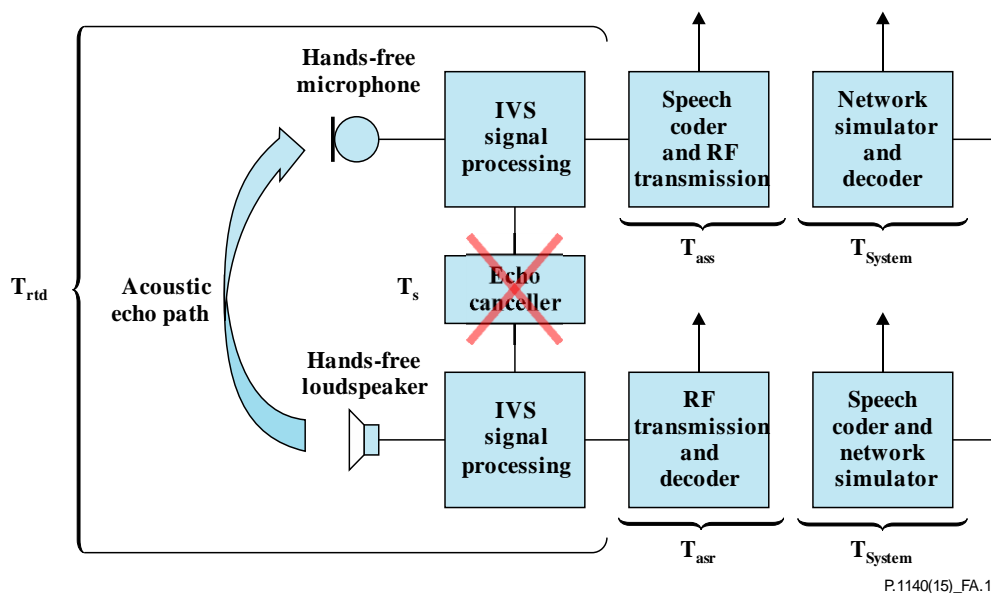 Hands-free
microphone
IVS
signal
processing
Speech
coder
and RF
transmission
Network
simulator
and
decoder
T_ass
T_System
T_rtd
Acoustic
echo path
T_s
Echo
canceller
Hands-free
loudspeaker
IVS
signal
processing
RF
transmission
and
decoder
Speech
coder and
network
simulator
T_asr
T_System
P.1140(15)_FA.1